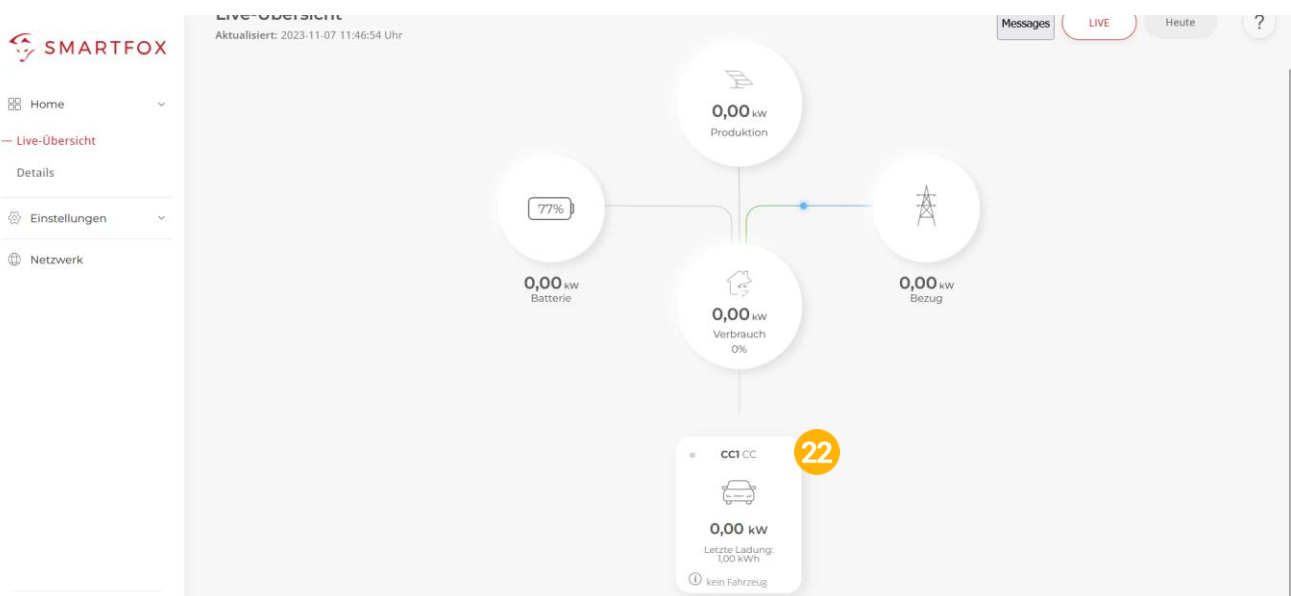 SMARTFOX
Home
Live-Übersicht
Details
Einstellungen
Netzwerk
Live-Übersicht
Aktualisiert: 2023-11-07 11:46:54 Uhr
Messages
LIVE
Heute
?
0,00 kW
Produktion
77%
0,00 kW
Batterie
0,00 kW
Bezug
0,00 kW
Verbrauch
0%
22
CC1 CC
0,00 kW
Letzte Ladung:
1,00 kWh
kein Fahrzeug